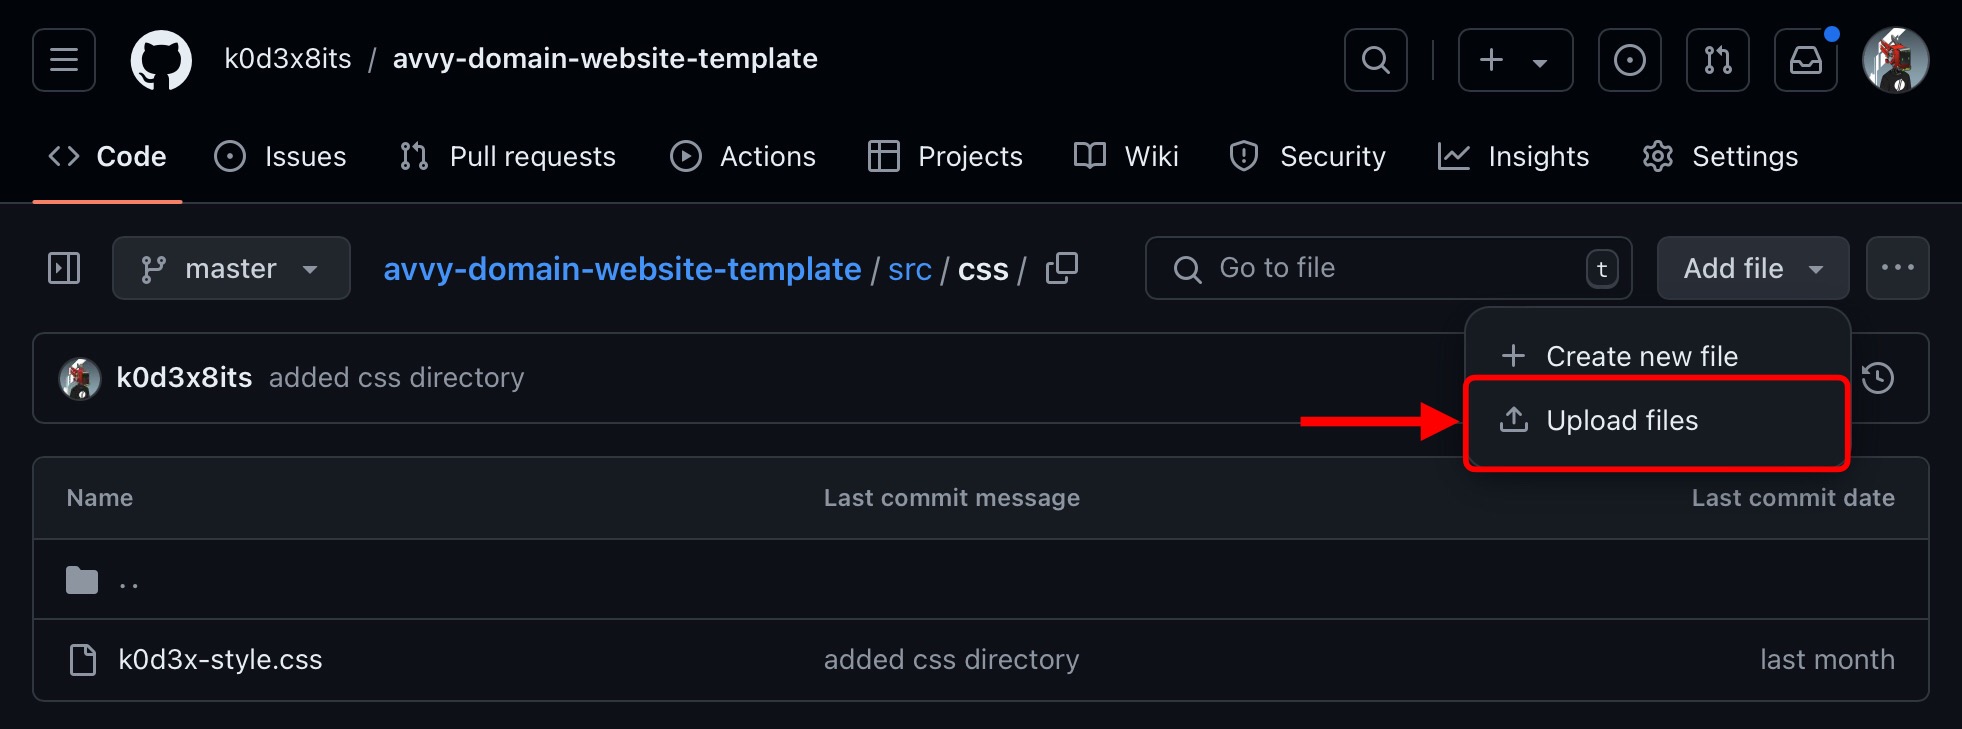 k0d3x8its / avvy-domain-website-template
Code Issues Pull requests Actions Projects Wiki Security Insights Settings
master avvy-domain-website-template / src / css / Go to file t Add file
Create new file
k0d3x8its added css directory
Upload files
Name Last commit message Last commit date
..
k0d3x-style.css added css directory last month